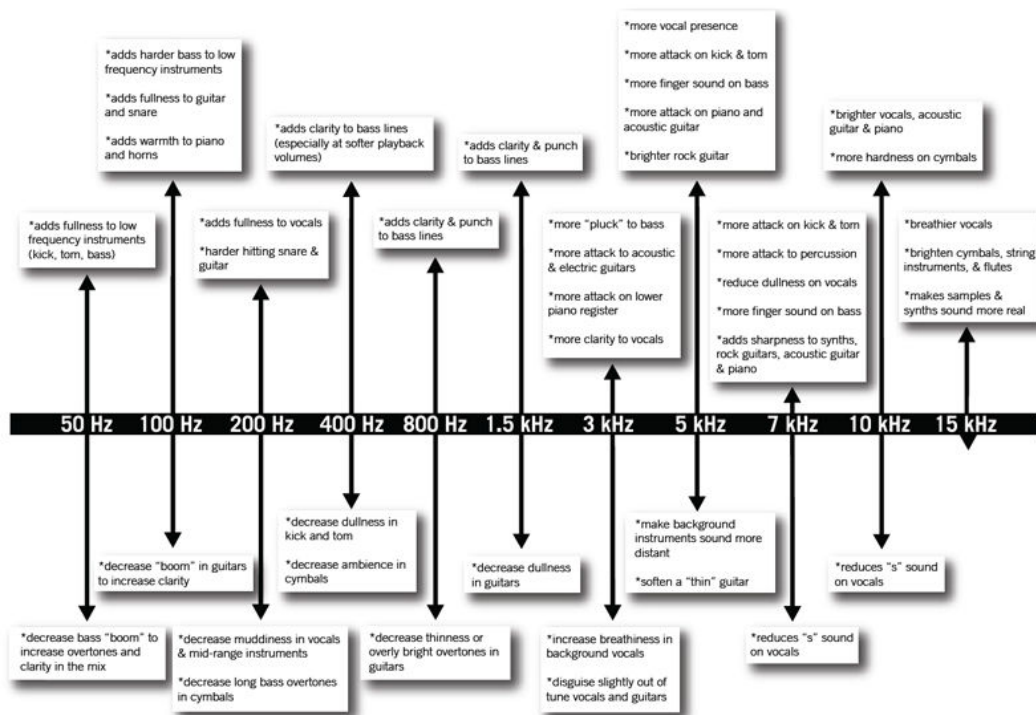 *adds fullness to low
frequency instruments
(kick, tom, bass)
*adds harder bass to low
frequency instruments
*adds fullness to guitar
and snare
*adds warmth to piano
and horns
*adds fullness to vocals
*harder hitting snare &
guitar
*adds clarity to bass lines
(especially at softer playback
volumes)
*adds clarity & punch
to bass lines
*adds clarity & punch
to bass lines
*more "pluck" to bass
*more attack to acoustic
& electric guitars
*more attack on lower
piano register
*more clarity to vocals
*more vocal presence
*more attack on kick & tom
*more finger sound on bass
*more attack on piano and
acoustic guitar
*brighter rock guitar
*more attack on kick & tom
*more attack to percussion
*reduce dullness on vocals
*more finger sound on bass
*adds sharpness to synths,
rock guitars, acoustic guitar
& piano
*brighter vocals, acoustic
guitar & piano
*more hardness on cymbals
*breathier vocals
*brighten cymbals, string
instruments, & flutes
*makes samples &
synths sound more real
50 Hz 100 Hz 200 Hz 400 Hz 800 Hz 1.5 kHz 3 kHz 5 kHz 7 kHz 10 kHz 15 kHz
*decrease bass "boom" to
increase overtones and
clarity in the mix
*decrease "boom" in guitars
to increase clarity
*decrease muddiness in vocals
& mid-range instruments
*decrease long bass overtones
in cymbals
*decrease dullness in
kick and tom
*decrease ambience in
cymbals
*decrease thinness or
overly bright overtones in
guitars
*decrease dullness
in guitars
*increase breathiness in
background vocals
*disguise slightly out of
tune vocals and guitars
*make background
instruments sound more
distant
*soften a "thin" guitar
*reduces "s" sound
on vocals
*reduces "s" sound
on vocals